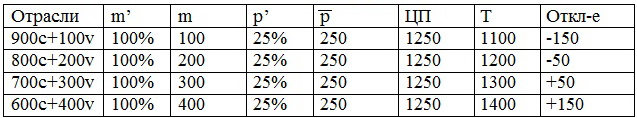 Отрасли m’ m p’ p̅ ЦП T Откл-е
900c+100v 100% 100 25% 250 1250 1100 -150
800c+200v 100% 200 25% 250 1250 1200 -50
700c+300v 100% 300 25% 250 1250 1300 +50
600c+400v 100% 400 25% 250 1250 1400 +150